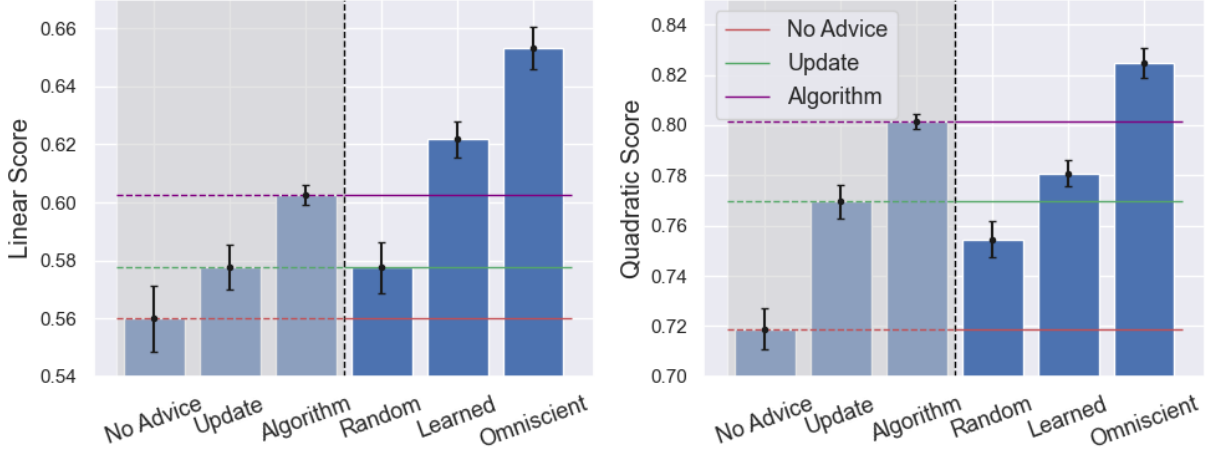 Linear Score
0.66
0.64
0.62
0.60
0.58
0.56
0.54
No Advice
Update
Algorithm
Random
Learned
Omniscient
Quadratic Score
0.84
0.82
0.80
0.78
0.76
0.74
0.72
0.70
No Advice
Update
Algorithm
No Advice
Update
Algorithm
Random
Learned
Omniscient